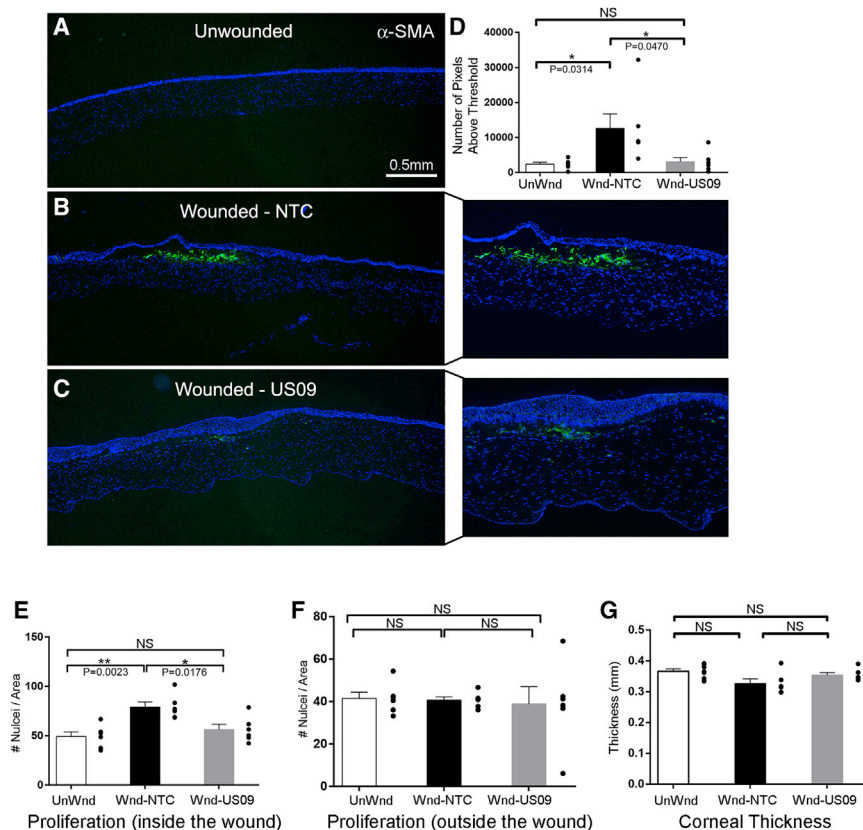 A
Unwounded
α-SMA
0.5mm
B
Wounded - NTC
C
Wounded - US09
D
NS
*
P=0.0314
*
P=0.0470
Number of Pixels
Above Threshold
40000
30000
20000
10000
0
UnWnd
Wnd-NTC
Wnd-US09
E
NS
**
P=0.0023
*
P=0.0176
# Nulcei / Area
150
100
50
0
UnWnd
Wnd-NTC
Wnd-US09
Proliferation (inside the wound)
F
NS
NS
NS
# Nulcei / Area
80
60
40
20
0
UnWnd
Wnd-NTC
Wnd-US09
Proliferation (outside the wound)
G
NS
NS
NS
Thickness (mm)
0.5
0.4
0.3
0.2
0.1
0.0
UnWnd
Wnd-NTC
Wnd-US09
Corneal Thickness